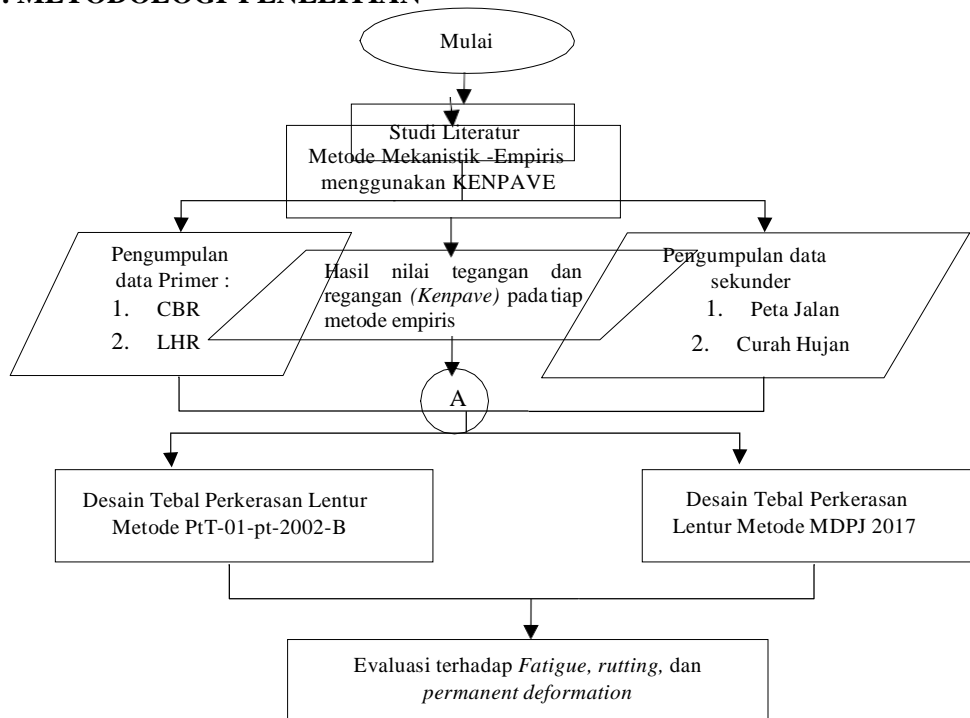 . METODOLOGI PENELITIAN
Mulai
Studi Literatur
Metode Mekanistik -Empiris
menggunakan KENPAVE
Pengumpulan
data Primer :
1. CBR
2. LHR
Hasil nilai tegangan dan
regangan (Kenpave) pada tiap
metode empiris
Pengumpulan data
sekunder
1. Peta Jalan
2. Curah Hujan
A
Desain Tebal Perkerasan Lentur
Metode PtT-01-pt-2002-B
Desain Tebal Perkerasan
Lentur Metode MDPJ 2017
Evaluasi terhadap Fatigue, rutting, dan
permanent deformation